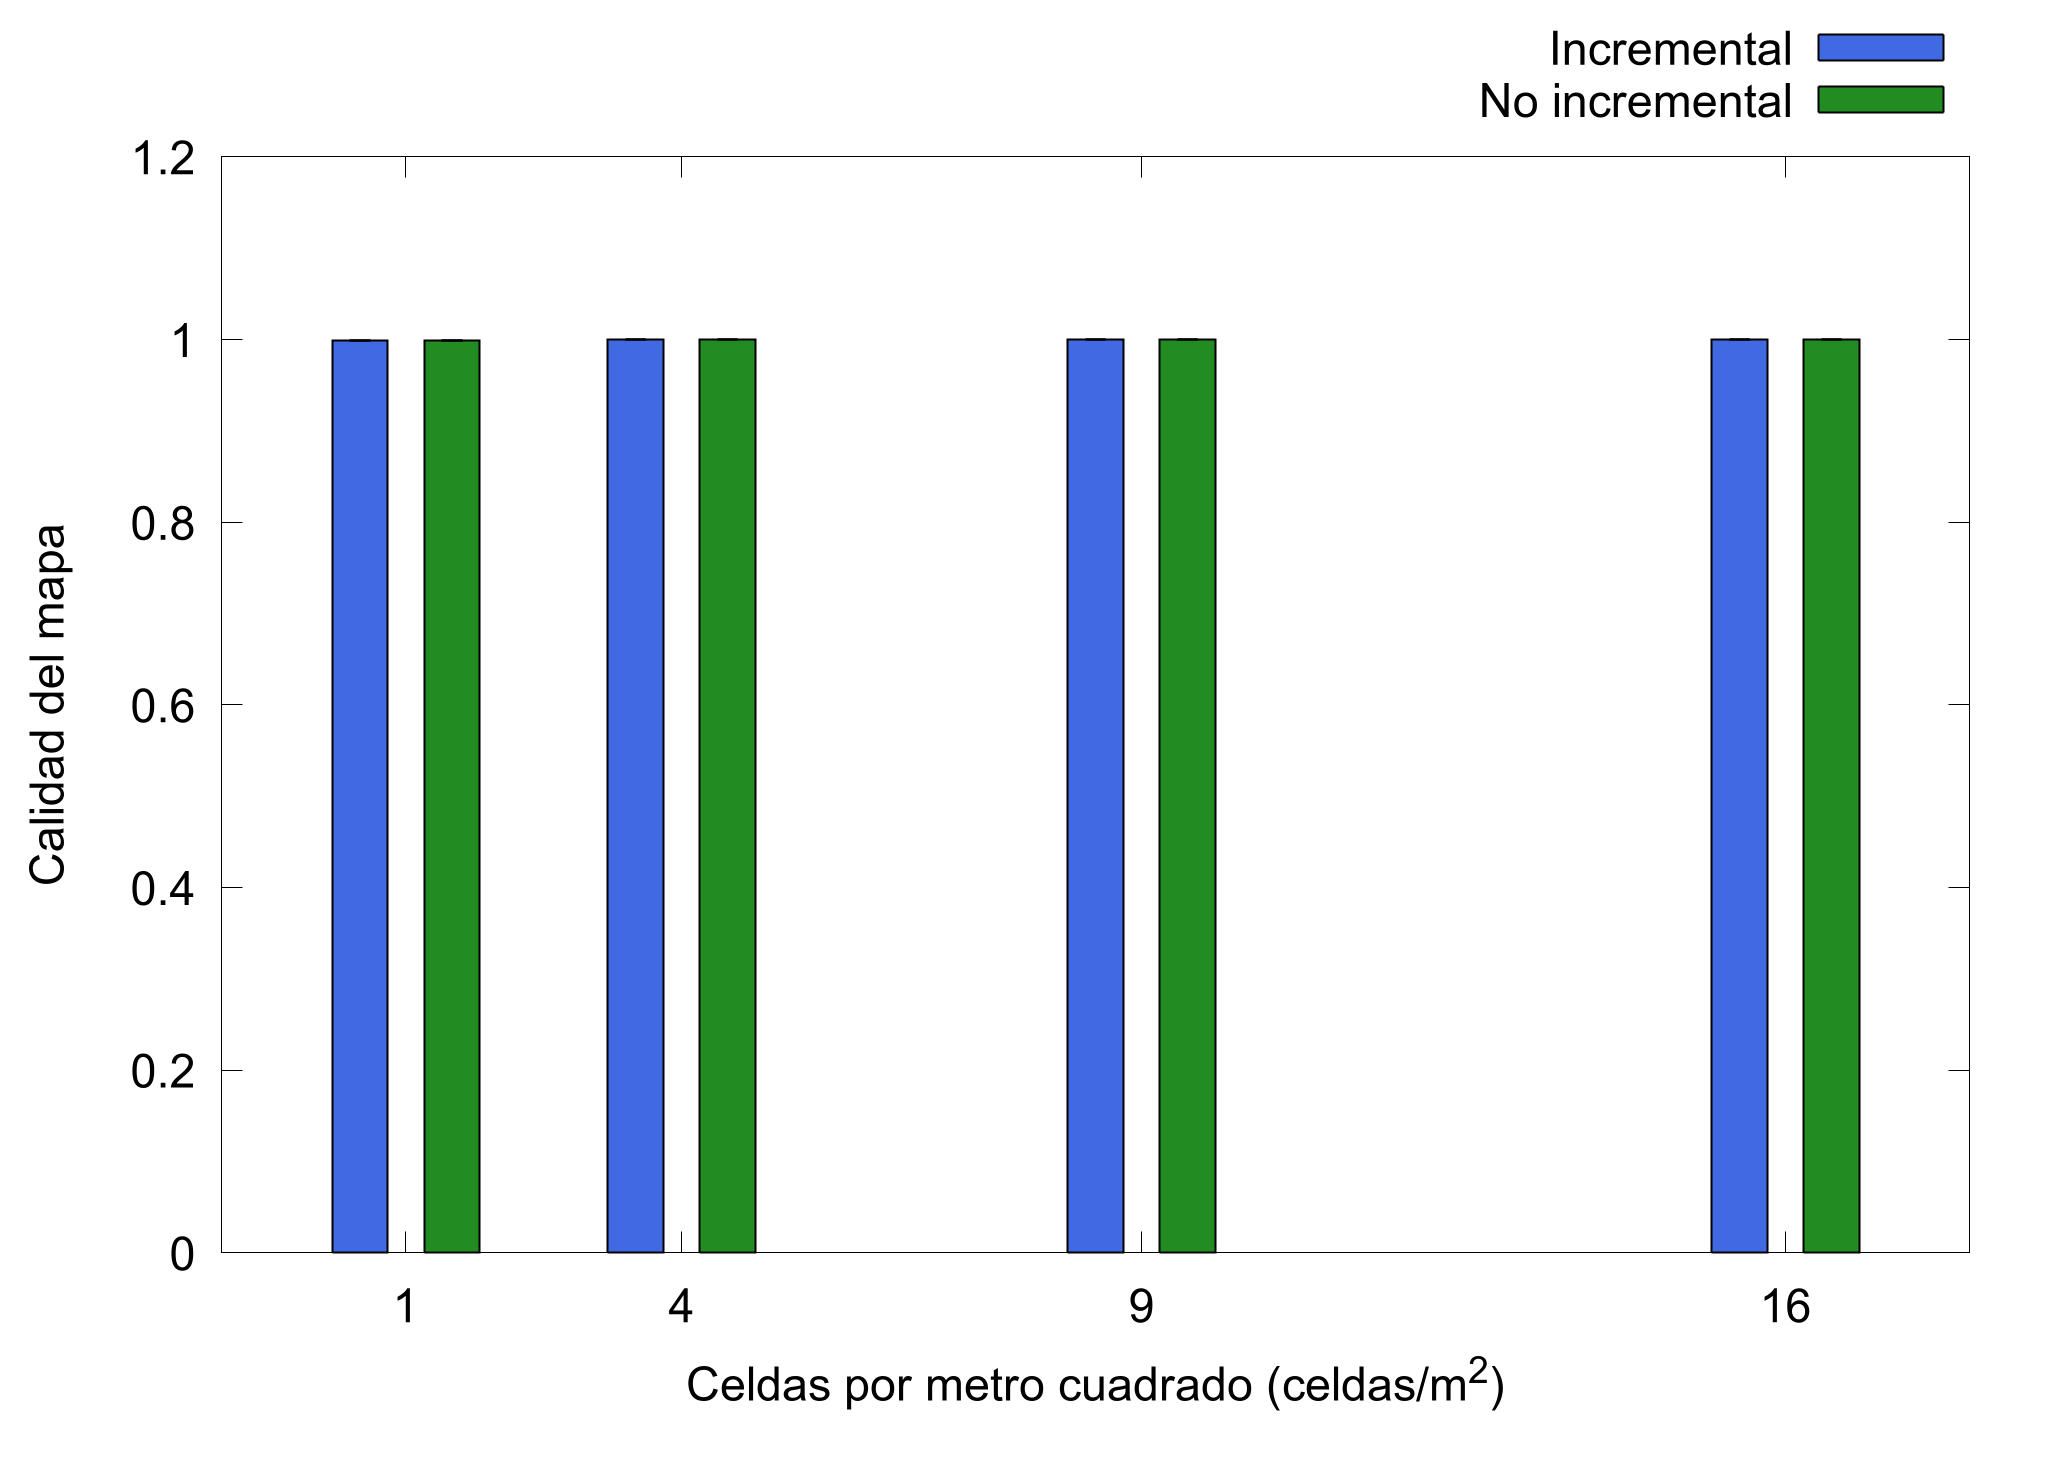 Incremental
No incremental
1.2
1
0.8
0.6
0.4
0.2
0
Calidad del mapa
1 4 9 16
Celdas por metro cuadrado (celdas/m²)